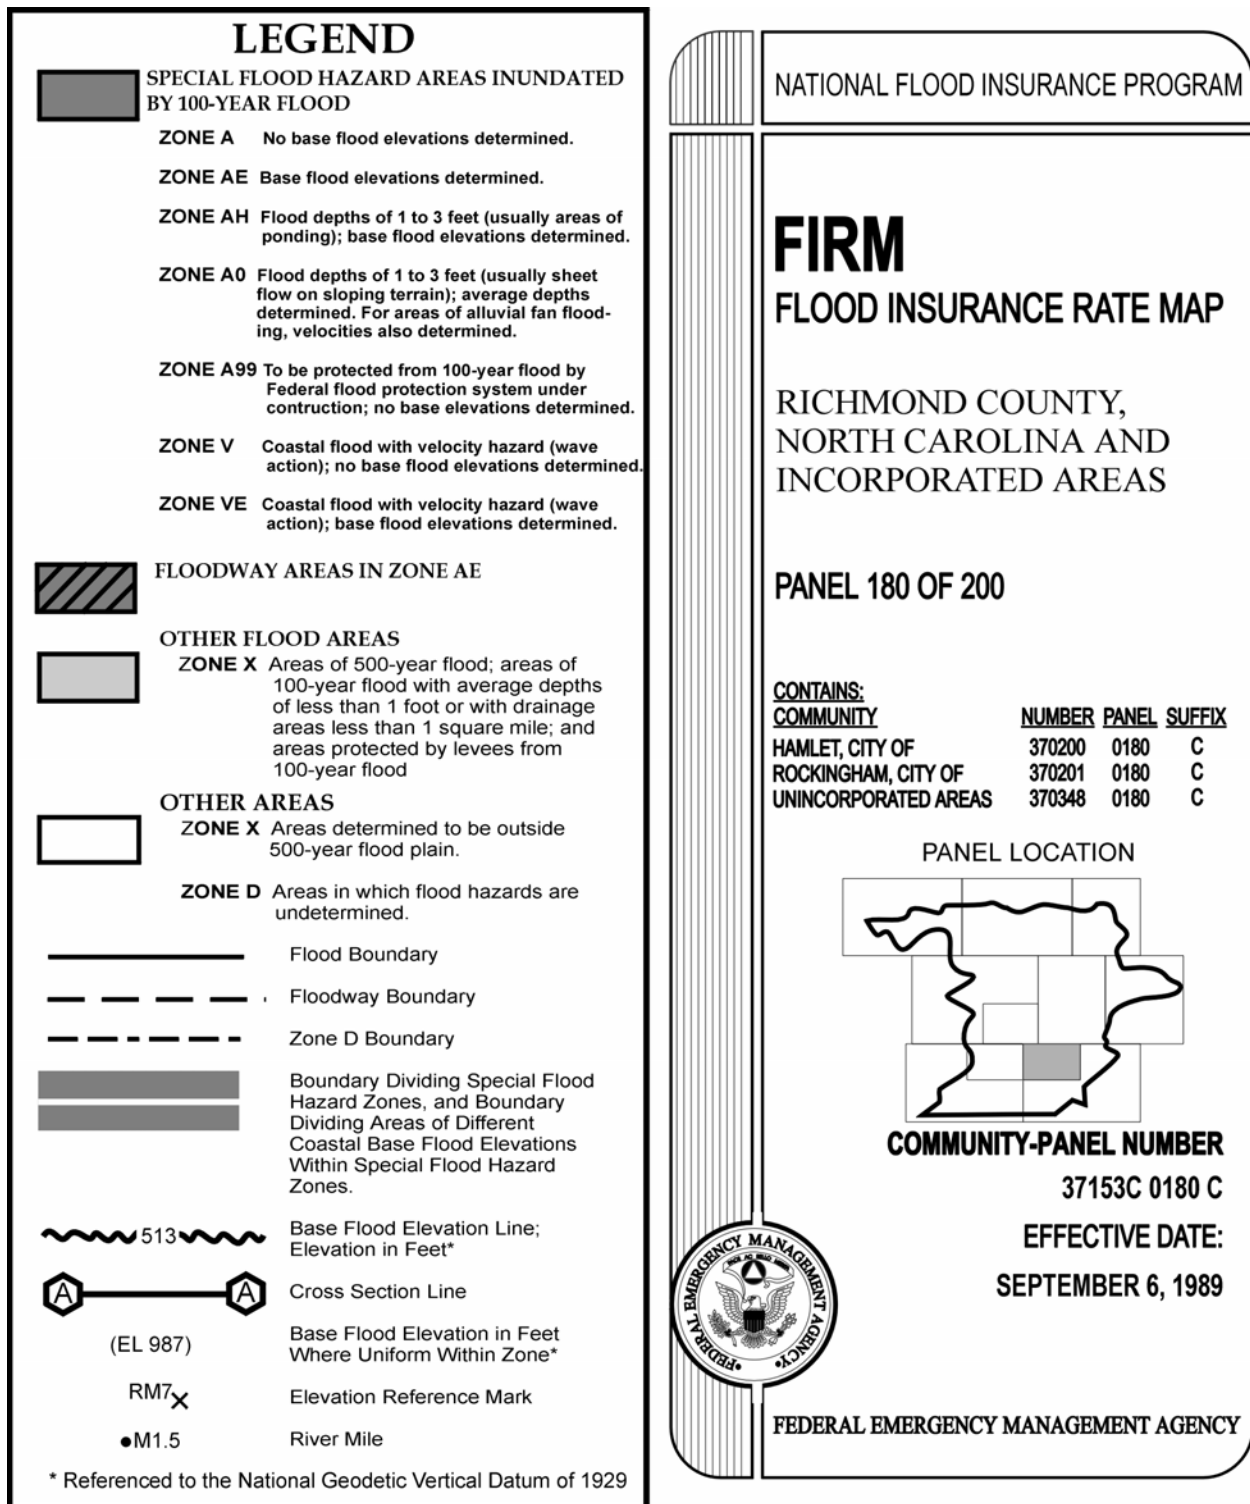 LEGEND
SPECIAL FLOOD HAZARD AREAS INUNDATED
BY 100-YEAR FLOOD
ZONE A No base flood elevations determined.
ZONE AE Base flood elevations determined.
ZONE AH Flood depths of 1 to 3 feet (usually areas of
ponding); base flood elevations determined.
ZONE A0 Flood depths of 1 to 3 feet (usually sheet
flow on sloping terrain); average depths
determined. For areas of alluvial fan flood-
ing, velocities also determined.
ZONE A99 To be protected from 100-year flood by
Federal flood protection system under
contruction; no base elevations determined.
ZONE V Coastal flood with velocity hazard (wave
action); no base flood elevations determined.
ZONE VE Coastal flood with velocity hazard (wave
action); base flood elevations determined.
FLOODWAY AREAS IN ZONE AE
OTHER FLOOD AREAS
ZONE X Areas of 500-year flood; areas of
100-year flood with average depths
of less than 1 foot or with drainage
areas less than 1 square mile; and
areas protected by levees from
100-year flood
OTHER AREAS
ZONE X Areas determined to be outside
500-year flood plain.
ZONE D Areas in which flood hazards are
undetermined.
Flood Boundary
Floodway Boundary
Zone D Boundary
Boundary Dividing Special Flood
Hazard Zones, and Boundary
Dividing Areas of Different
Coastal Base Flood Elevations
Within Special Flood Hazard
Zones.
513 Base Flood Elevation Line;
Elevation in Feet*
A A Cross Section Line
(EL 987) Base Flood Elevation in Feet
Where Uniform Within Zone*
RM7 Elevation Reference Mark
M1.5 River Mile
* Referenced to the National Geodetic Vertical Datum of 1929
NATIONAL FLOOD INSURANCE PROGRAM
FIRM
FLOOD INSURANCE RATE MAP
RICHMOND COUNTY,
NORTH CAROLINA AND
INCORPORATED AREAS
PANEL 180 OF 200
CONTAINS:
COMMUNITY NUMBER PANEL SUFFIX
HAMLET, CITY OF 370200 0180 C
ROCKINGHAM, CITY OF 370201 0180 C
UNINCORPORATED AREAS 370348 0180 C
PANEL LOCATION
COMMUNITY-PANEL NUMBER
37153C 0180 C
EFFECTIVE DATE:
SEPTEMBER 6, 1989
FEDERAL EMERGENCY MANAGEMENT AGENCY
FEDERAL EMERGENCY MANAGEMENT AGENCY